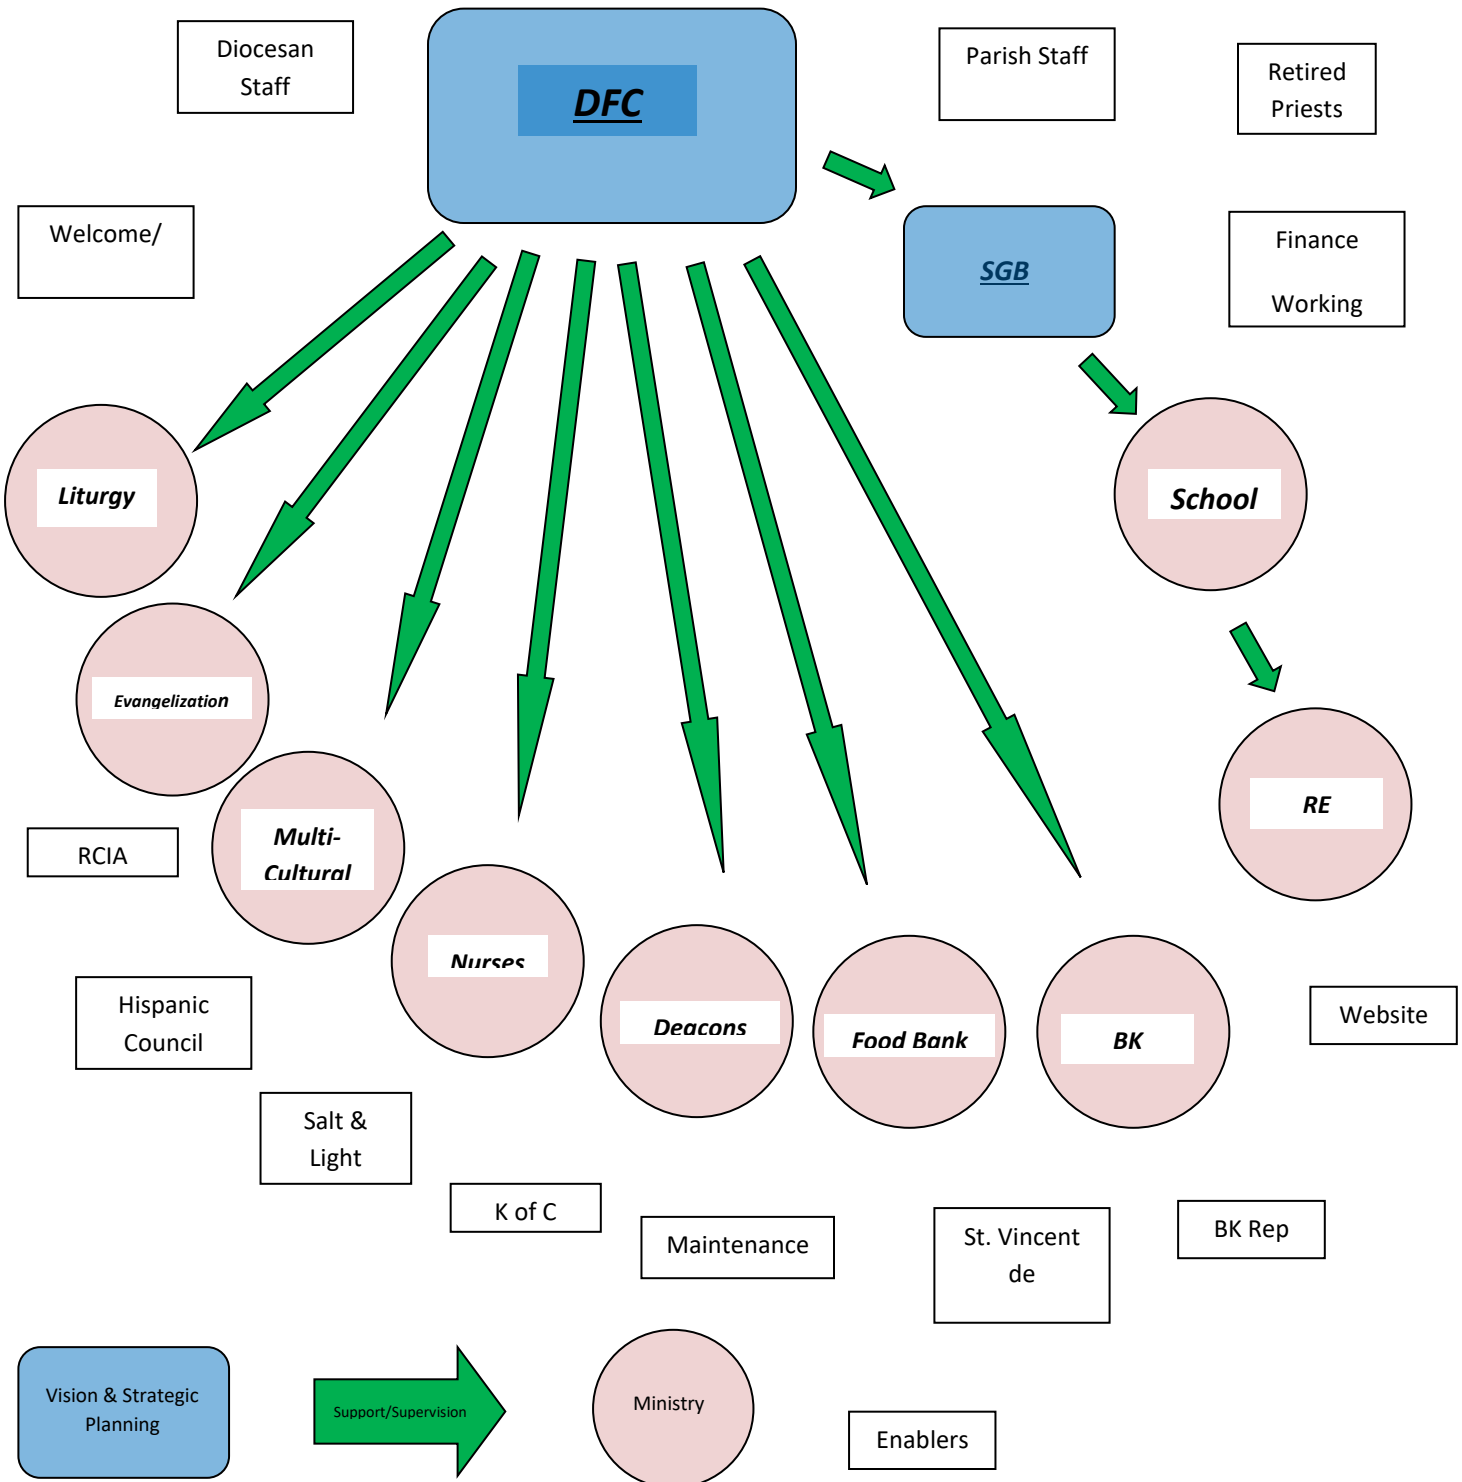 Diocesan
Staff
DFC
Parish Staff
Retired
Priests
Welcome/
SGB
Finance
Working
Liturgy
School
Evangelization
RE
RCIA
Multi-
Cultural
Nurses
Hispanic
Council
Deacons
Food Bank
BK
Website
Salt &
Light
K of C
Maintenance
St. Vincent
de
BK Rep
Vision & Strategic
Planning
Support/Supervision
Ministry
Enablers